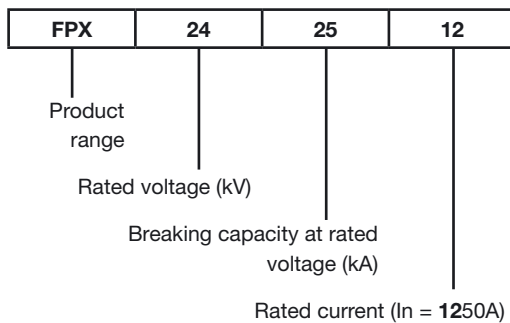 FPX 24 25 12
Product
range
Rated voltage (kV)
Breaking capacity at rated
voltage (kA)
Rated current (In = 1250A)